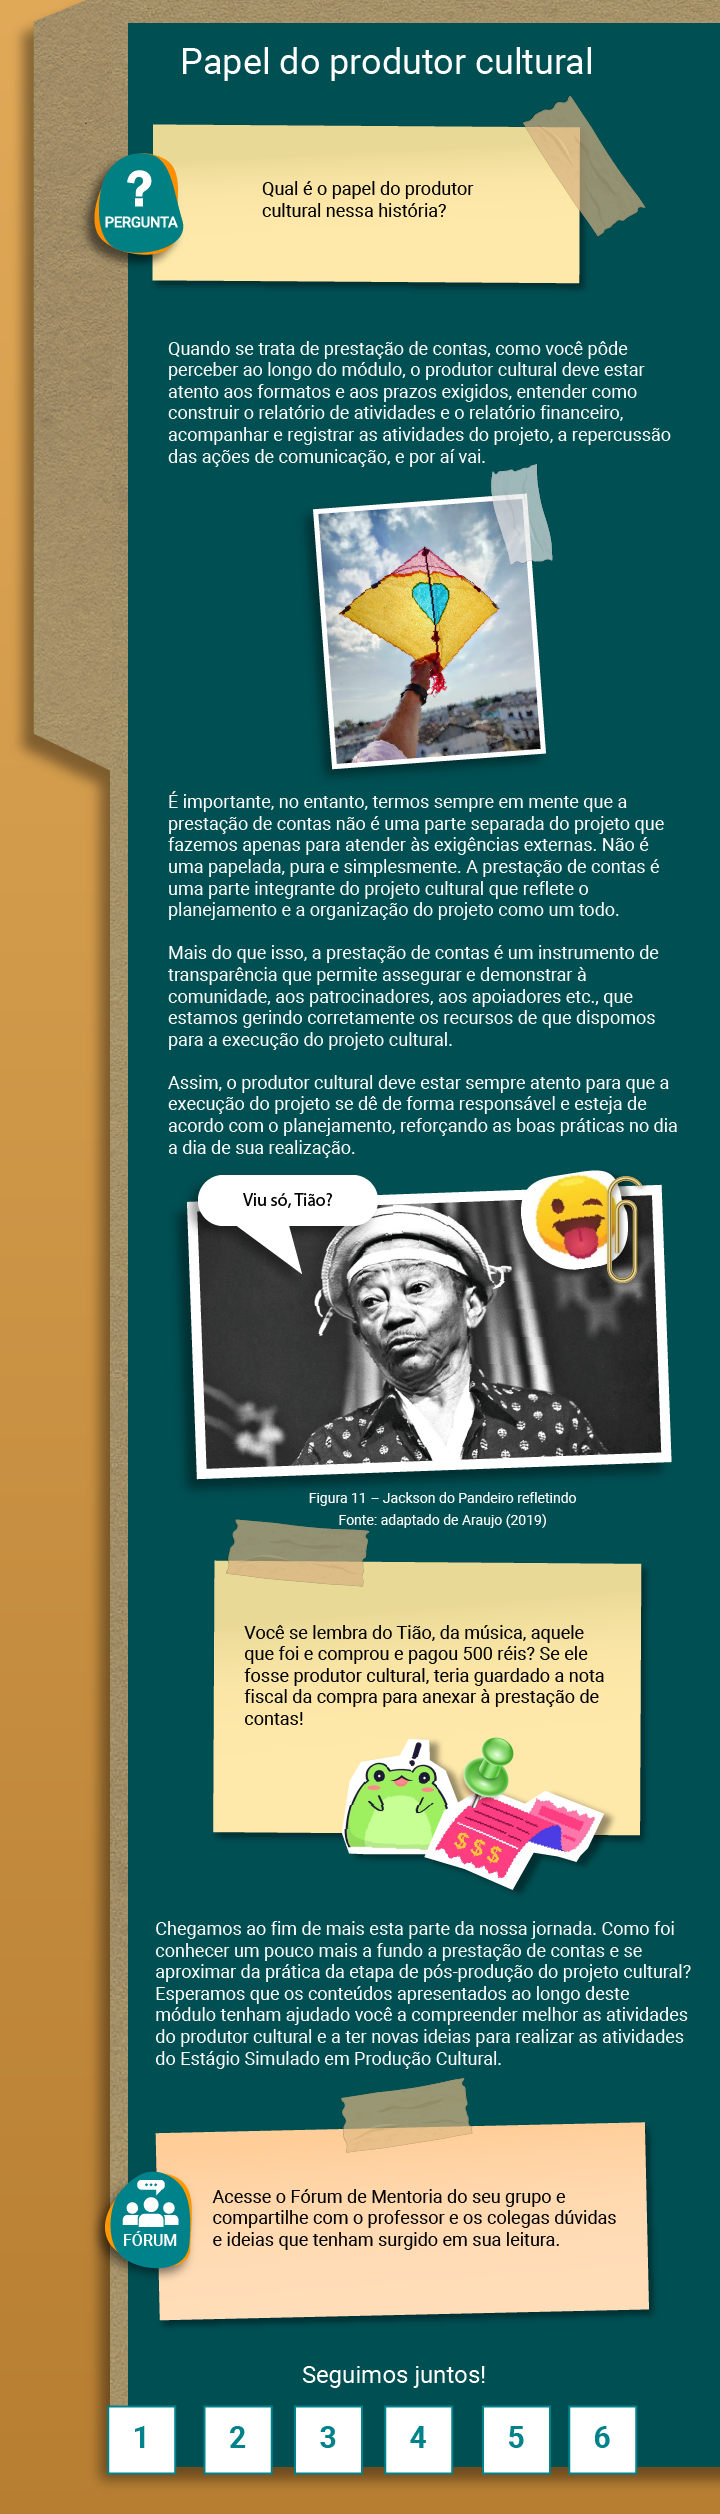 Papel do produtor cultural
?
PERGUNTA
Qual é o papel do produtor
cultural nessa história?
Quando se trata de prestação de contas, como você pôde
perceber ao longo do módulo, o produtor cultural deve estar
atento aos formatos e aos prazos exigidos, entender como
construir o relatório de atividades e o relatório financeiro,
acompanhar e registrar as atividades do projeto, a repercussão
das ações de comunicação, e por aí vai.
É importante, no entanto, termos sempre em mente que a
prestação de contas não é uma parte separada do projeto que
fazemos apenas para atender às exigências externas. Não é
uma papelada, pura e simplesmente. A prestação de contas é
uma parte integrante do projeto cultural que reflete o
planejamento e a organização do projeto como um todo.
Mais do que isso, a prestação de contas é um instrumento de
transparência que permite assegurar e demonstrar à
comunidade, aos patrocinadores, aos apoiadores etc., que
estamos gerindo corretamente os recursos de que dispomos
para a execução do projeto cultural.
Assim, o produtor cultural deve estar sempre atento para que a
execução do projeto se dê de forma responsável e esteja de
acordo com o planejamento, reforçando as boas práticas no dia
a dia de sua realização.
Viu só, Tião?
Figura 11 – Jackson do Pandeiro refletindo
Fonte: adaptado de Araujo (2019)
Você se lembra do Tião, da música, aquele
que foi e comprou e pagou 500 réis? Se ele
fosse produtor cultural, teria guardado a nota
fiscal da compra para anexar à prestação de
contas!
!
$ $ $
Chegamos ao fim de mais esta parte da nossa jornada. Como foi
conhecer um pouco mais a fundo a prestação de contas e se
aproximar da prática da etapa de pós-produção do projeto cultural?
Esperamos que os conteúdos apresentados ao longo deste
módulo tenham ajudado você a compreender melhor as atividades
do produtor cultural e a ter novas ideias para realizar as atividades
do Estágio Simulado em Produção Cultural.
FÓRUM
Acesse o Fórum de Mentoria do seu grupo e
compartilhe com o professor e os colegas dúvidas
e ideias que tenham surgido em sua leitura.
Seguimos juntos!
1 2 3 4 5 6